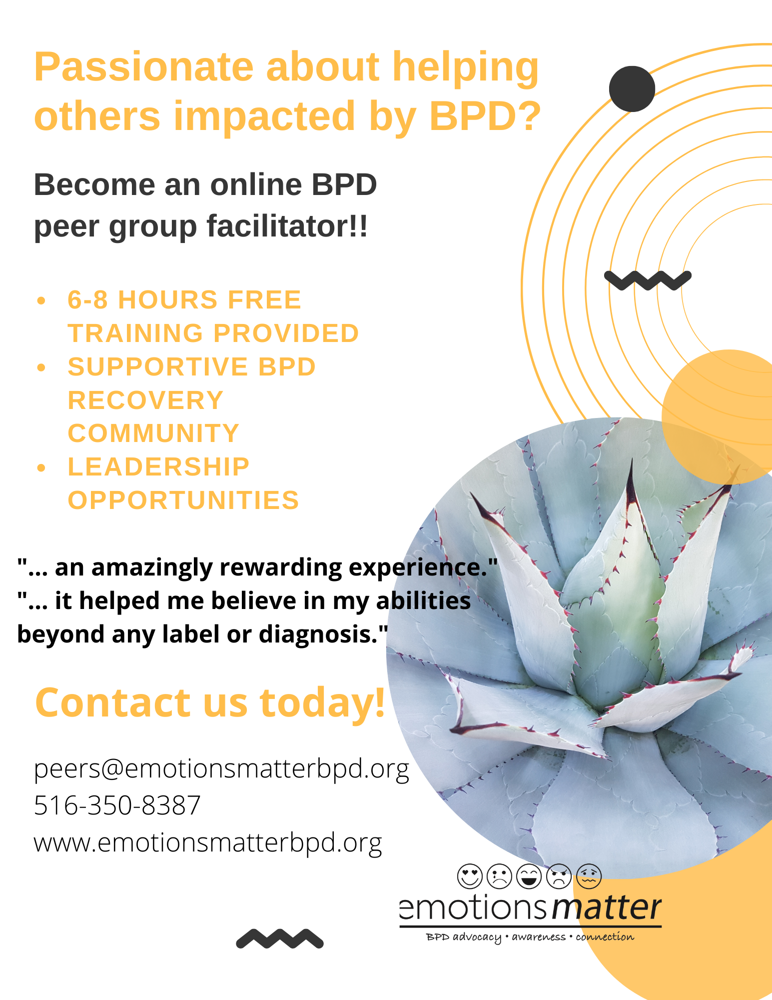 Passionate about helping
others impacted by BPD?
Become an online BPD
peer group facilitator!!
• 6-8 HOURS FREE
TRAINING PROVIDED
• SUPPORTIVE BPD
RECOVERY
COMMUNITY
• LEADERSHIP
OPPORTUNITIES
"... an amazingly rewarding experience."
"... it helped me believe in my abilities
beyond any label or diagnosis."
Contact us today!
peers@emotionsmatterbpd.org
516-350-8387
www.emotionsmatterbpd.org
emotionsmatter
BPD advocacy • awareness • connection